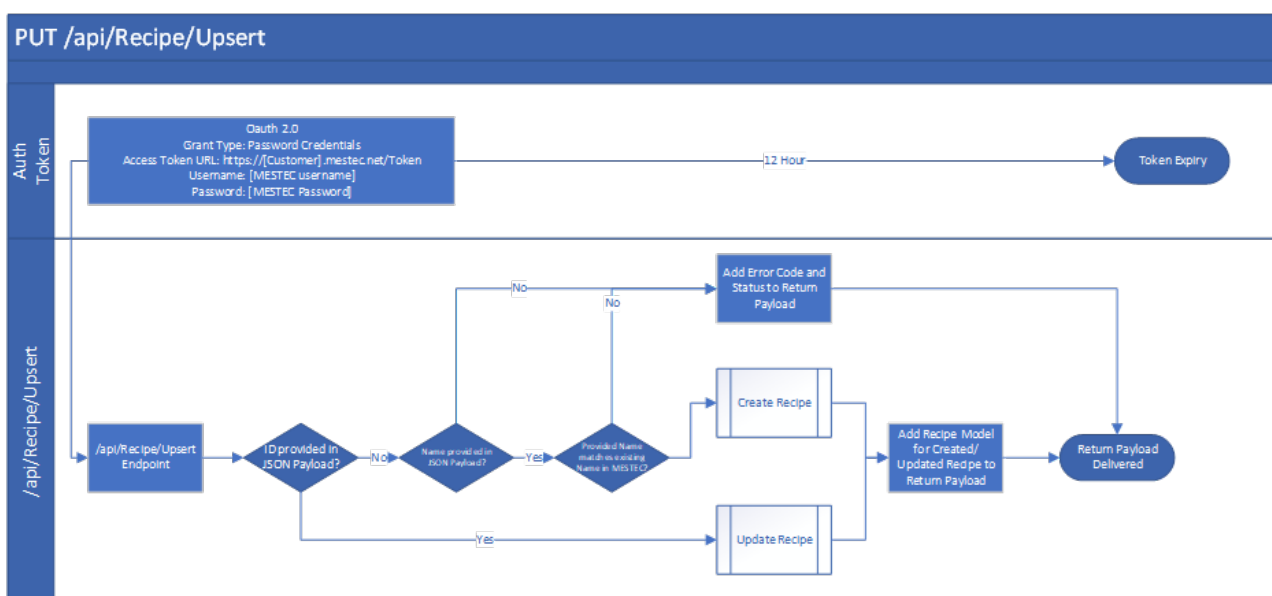 PUT /api/Recipe/Upsert
Auth
Token
Oauth 2.0
Grant Type: Password Credentials
Access Token URL: https://[Customer].mestec.net/Token
Username: [MESTEC username]
Password: [MESTEC Password]
12 Hour
Token Expiry
/api/Recipe/Upsert
No
No
Add Error Code and
Status to Return
Payload
/api/Recipe/Upsert
Endpoint
ID provided in
JSON Payload?
No
Name provided in
JSON Payload?
Yes
Provided Name
matches existing
Name in MESTEC?
Create Recipe
Add Recipe Model
for Created/
Updated Recipe to
Return Payload
Return Payload
Delivered
Yes
Update Recipe